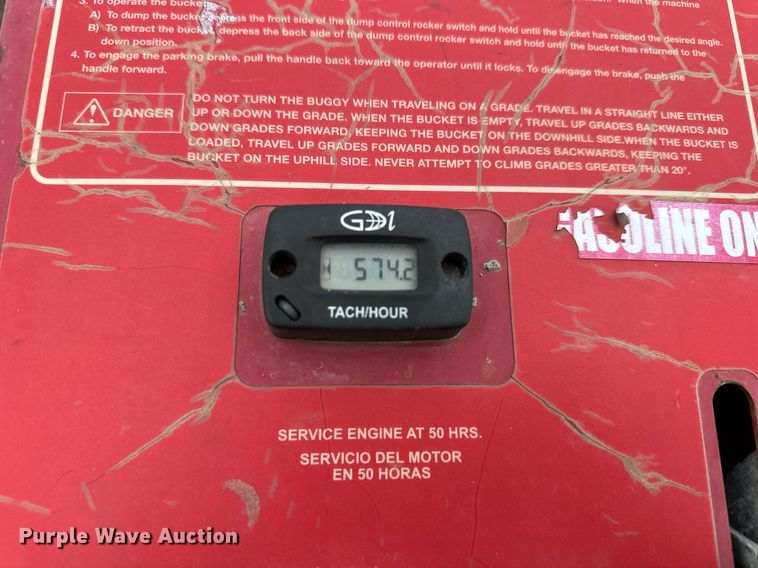 3. To operate the bucket
When the machine
A) To dump the bucket, depress the front side of the dump control rocker switch and hold until the bucket has reached the desired angle.
B) To retract the bucket, depress the back side of the dump control rocker switch and hold until the bucket has returned to the
down position.
4. To engage the parking brake, pull the handle back toward the operator until it locks. To disengage the brake, push the
handle forward.
DANGER
DO NOT TURN THE BUGGY WHEN TRAVELING ON A GRADE. TRAVEL IN A STRAIGHT LINE EITHER
UP OR DOWN THE GRADE. WHEN THE BUCKET IS EMPTY, TRAVEL UP GRADES BACKWARDS AND
DOWN GRADES FORWARD, KEEPING THE BUCKET ON THE DOWNHILL SIDE.WHEN THE BUCKET IS
LOADED, TRAVEL UP GRADES FORWARD AND DOWN GRADES BACKWARDS, KEEPING THE
BUCKET ON THE UPHILL SIDE. NEVER ATTEMPT TO CLIMB GRADES GREATER THAN 20°.
GASOLINE ON
574.2
TACH/HOUR
SERVICE ENGINE AT 50 HRS.
SERVICIO DEL MOTOR
EN 50 HORAS
Purple Wave Auction